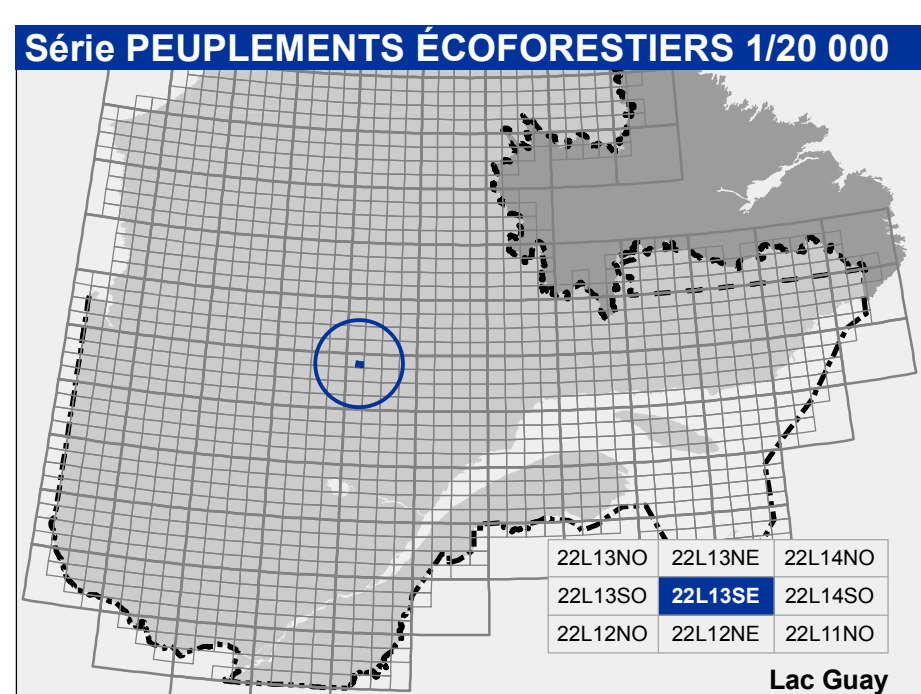 Série PEUPLEMENTS ÉCOFORESTIERS 1/20 000
22L13NO 22L13NE 22L14NO
22L13SO 22L13SE 22L14SO
22L12NO 22L12NE 22L11NO
Lac Guay